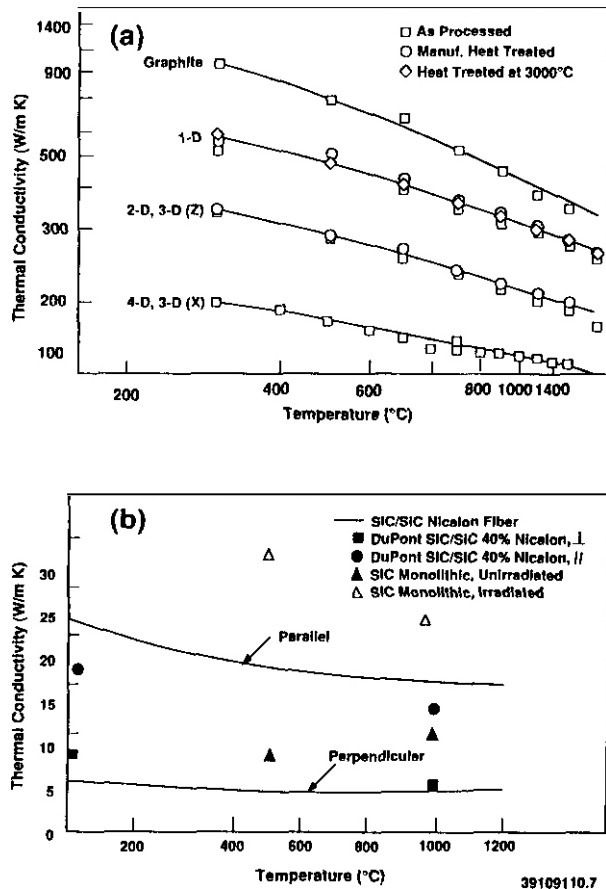 (a)
As Processed
Manuf. Heat Treated
Heat Treated at 3000°C
1400
900
500
300
200
100
Thermal Conductivity (W/m K)
Graphite
1-D
2-D, 3-D (Z)
4-D, 3-D (X)
200
400
600
800
1000
1400
Temperature (°C)
(b)
SIC/SIC Nicalon Fiber
DuPont SIC/SIC 40% Nicalon, ⊥
DuPont SIC/SIC 40% Nicalon, //
SIC Monolithic, Unirradiated
SIC Monolithic, Irradiated
30
25
20
15
10
5
0
Thermal Conductivity (W/m K)
Parallel
Perpendicular
200
400
600
800
1000
1200
Temperature (°C)
39109110.7